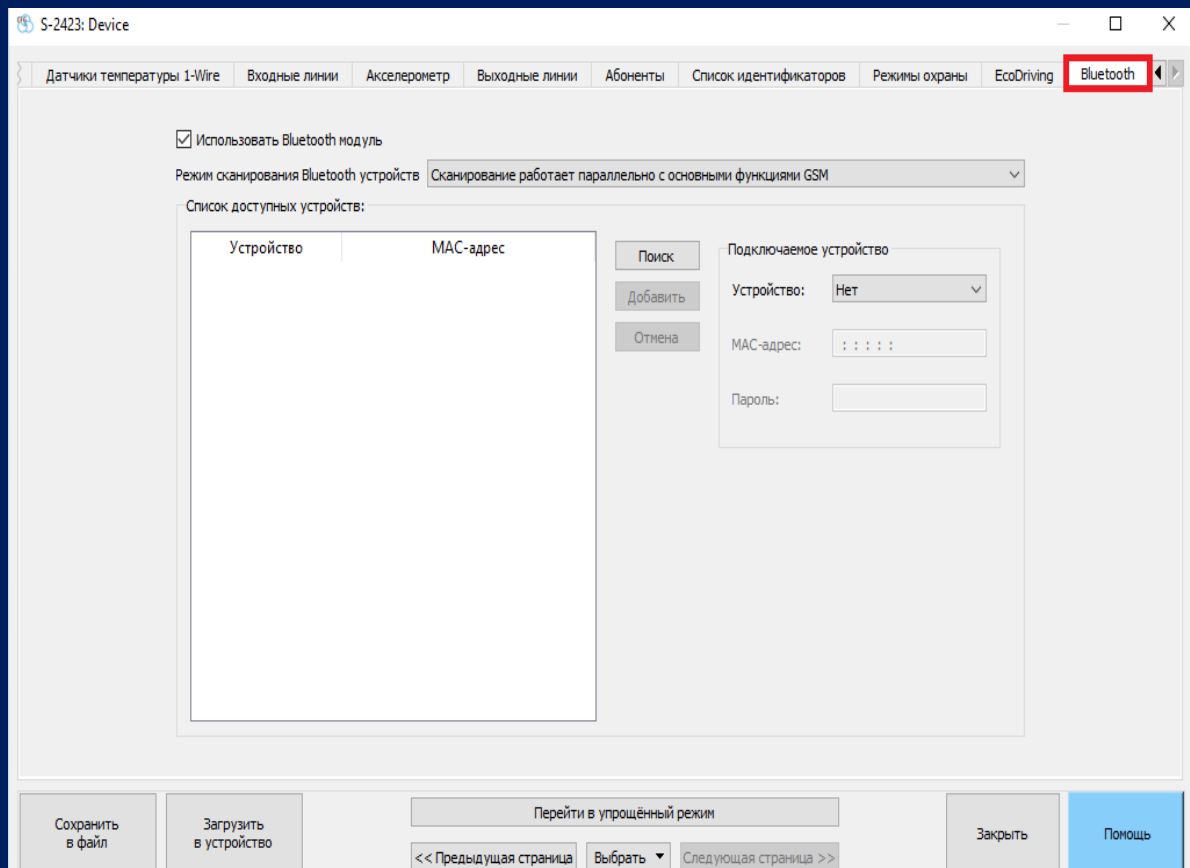 S-2423: Device
Датчики температуры 1-Wire Входные линии Акселерометр Выходные линии Абоненты Список идентификаторов Режимы охраны EcoDriving Bluetooth
Использовать Bluetooth модуль
Режим сканирования Bluetooth устройств Сканирование работает параллельно с основными функциями GSM
Список доступных устройств:
Устройство MAC-адрес
Поиск
Добавить
Отмена
Подключаемое устройство
Устройство: Нет
MAC-адрес: : : : : :
Пароль:
Сохранить
в файл
Загрузить
в устройство
Перейти в упрощённый режим
<< Предыдущая страница Выбрать Следующая страница >>
Закрыть
Помощь